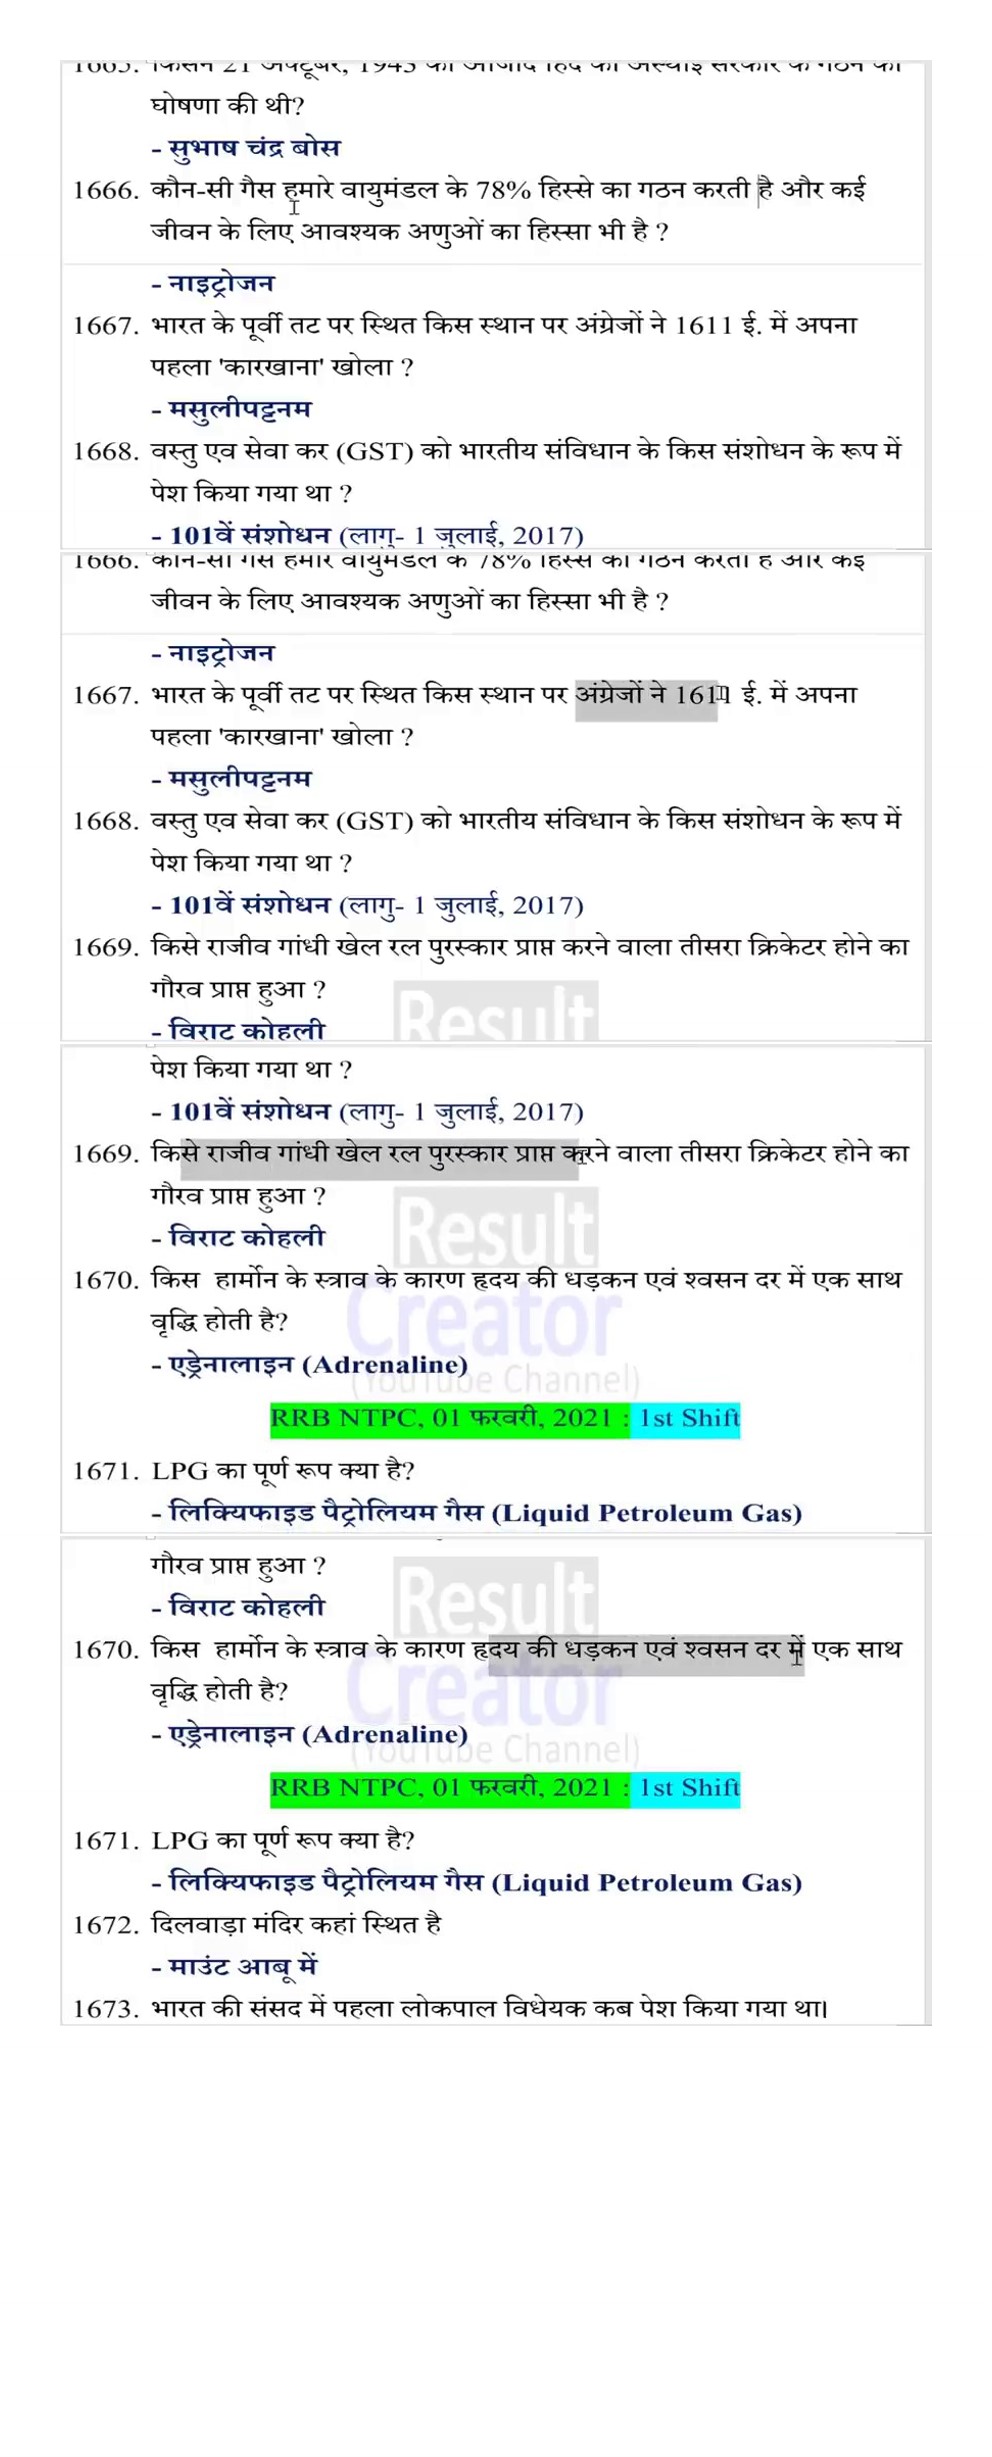 1665. किसने 21 अक्टूबर, 1943 को आजाद हिंद की अस्थाई सरकार के गठन की
घोषणा की थी?
- सुभाष चंद्र बोस
1666. कौन-सी गैस हमारे वायुमंडल के 78% हिस्से का गठन करती है और कई
जीवन के लिए आवश्यक अणुओं का हिस्सा भी है ?
- नाइट्रोजन
1667. भारत के पूर्वी तट पर स्थित किस स्थान पर अंग्रेजों ने 1611 ई. में अपना
पहला 'कारखाना' खोला ?
- मसुलीपट्टनम
1668. वस्तु एव सेवा कर (GST) को भारतीय संविधान के किस संशोधन के रूप में
पेश किया गया था ?
- 101वें संशोधन (लागु- 1 जुलाई, 2017)
1666. कौन-सी गैस हमारे वायुमंडल के 78% हिस्से का गठन करती है और कई
जीवन के लिए आवश्यक अणुओं का हिस्सा भी है ?
- नाइट्रोजन
1667. भारत के पूर्वी तट पर स्थित किस स्थान पर अंग्रेजों ने 1611 ई. में अपना
पहला 'कारखाना' खोला ?
- मसुलीपट्टनम
1668. वस्तु एव सेवा कर (GST) को भारतीय संविधान के किस संशोधन के रूप में
पेश किया गया था ?
- 101वें संशोधन (लागु- 1 जुलाई, 2017)
1669. किसे राजीव गांधी खेल रल पुरस्कार प्राप्त करने वाला तीसरा क्रिकेटर होने का
गौरव प्राप्त हुआ ?
- विराट कोहली
Result
पेश किया गया था ?
- 101वें संशोधन (लागु- 1 जुलाई, 2017)
1669. किसे राजीव गांधी खेल रल पुरस्कार प्राप्त करने वाला तीसरा क्रिकेटर होने का
गौरव प्राप्त हुआ ?
- विराट कोहली
Result
1670. किस हार्मोन के स्त्राव के कारण हृदय की धड़कन एवं श्वसन दर में एक साथ
वृद्धि होती है?
Creator
- एड्रेनालाइन (Adrenaline)
(YouTube Channel)
RRB NTPC, 01 फरवरी, 2021 : 1st Shift
1671. LPG का पूर्ण रूप क्या है?
- लिक्यिफाइड पैट्रोलियम गैस (Liquid Petroleum Gas)
गौरव प्राप्त हुआ ?
- विराट कोहली
Result
1670. किस हार्मोन के स्त्राव के कारण हृदय की धड़कन एवं श्वसन दर में एक साथ
वृद्धि होती है?
Creator
- एड्रेनालाइन (Adrenaline)
(YouTube Channel)
RRB NTPC, 01 फरवरी, 2021 : 1st Shift
1671. LPG का पूर्ण रूप क्या है?
- लिक्यिफाइड पैट्रोलियम गैस (Liquid Petroleum Gas)
1672. दिलवाड़ा मंदिर कहां स्थित है
- माउंट आबू में
1673. भारत की संसद में पहला लोकपाल विधेयक कब पेश किया गया था।